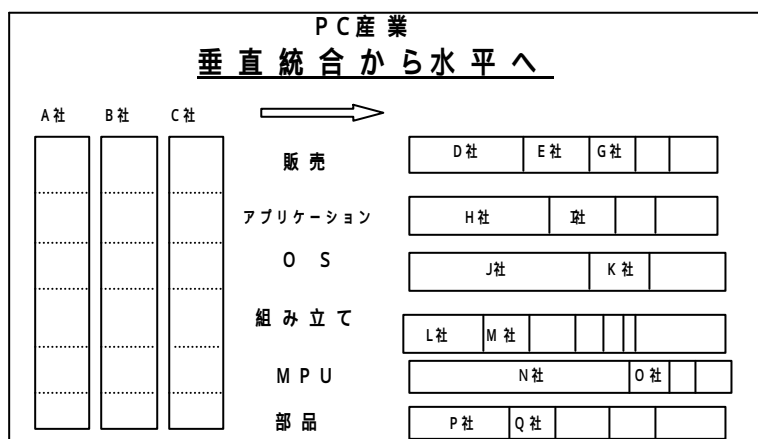 PC産業
垂直統合から水平へ
A社 B社 C社
販売 D社 E社 G社
アプリケーション H社 I社
OS J社 K社
組み立て L社 M社
MPU N社 O社
部品 P社 Q社